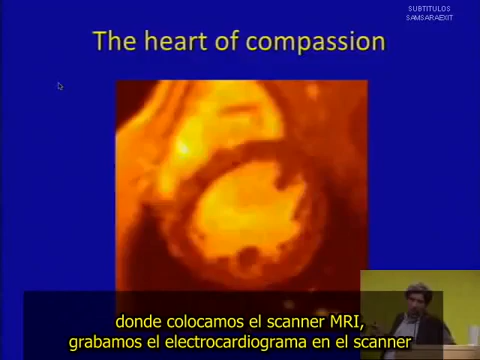 SUBTITULOS
SAMSARAEXIT
The heart of compassion
donde colocamos el scanner MRI,
grabamos el electrocardiograma en el scanner